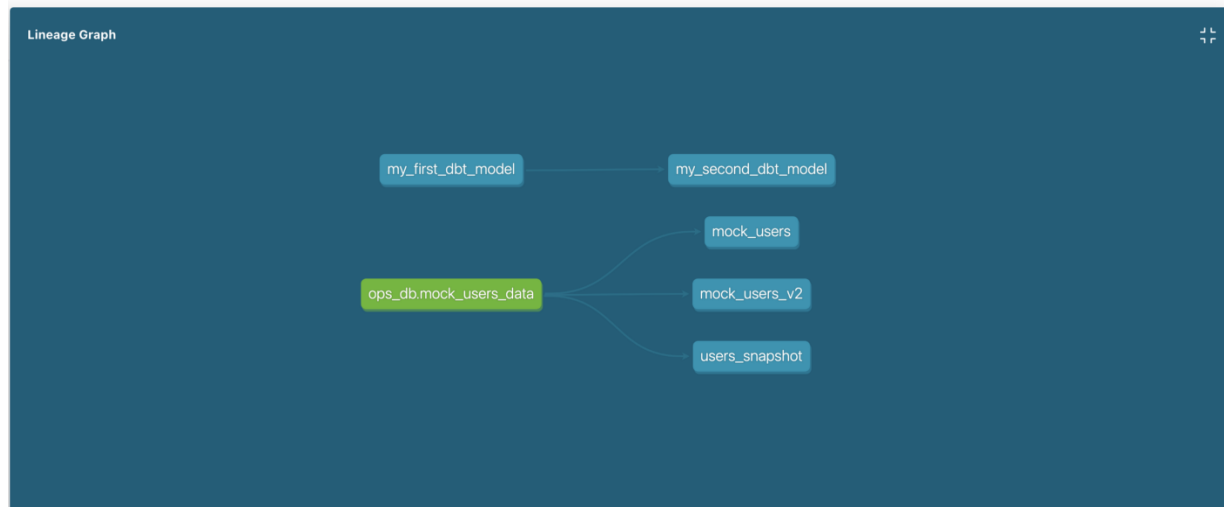 Lineage Graph
my_first_dbt_model
my_second_dbt_model
mock_users
ops_db.mock_users_data
mock_users_v2
users_snapshot